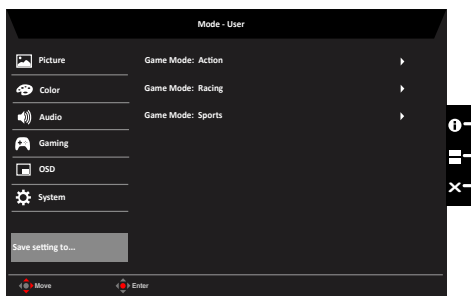 Mode - User
Picture
Game Mode: Action
Color
Game Mode: Racing
Audio
Game Mode: Sports
Gaming
OSD
System
Save setting to...
Move
Enter